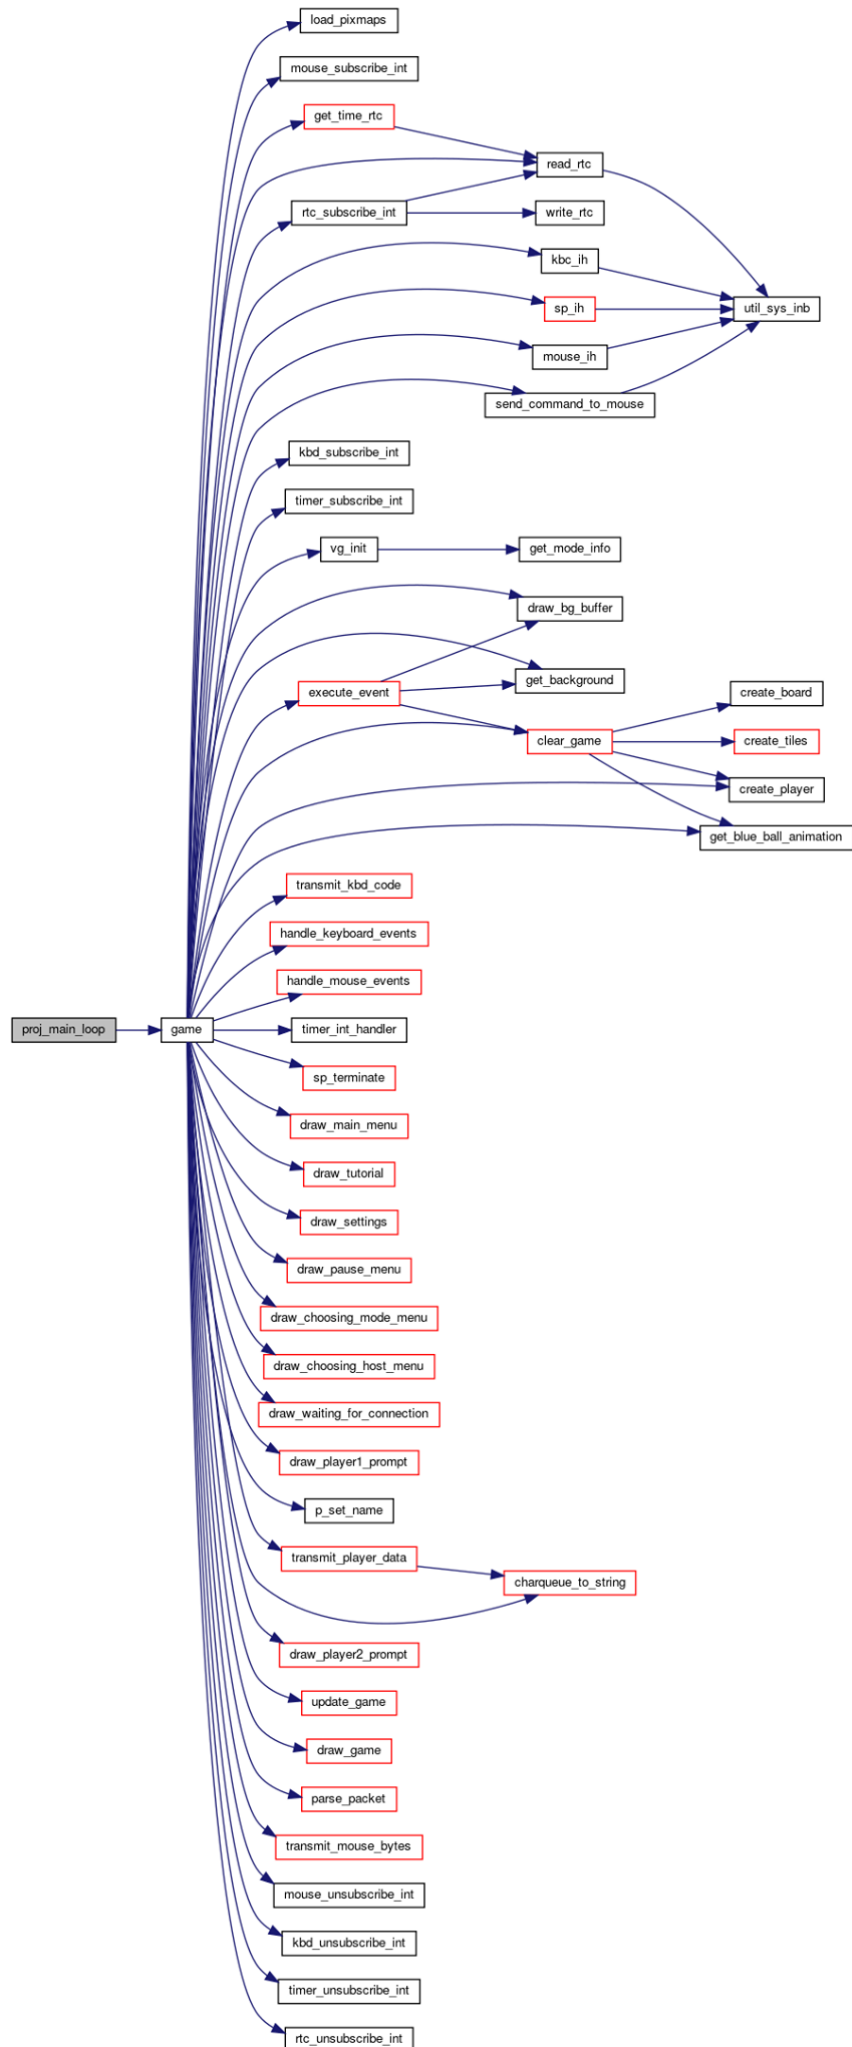 load_pixmaps
mouse_subscribe_int
get_time_rtc
read_rtc
rtc_subscribe_int
write_rtc
kbc_ih
sp_ih
util_sys_inb
mouse_ih
send_command_to_mouse
kbd_subscribe_int
timer_subscribe_int
vg_init
get_mode_info
draw_bg_buffer
get_background
execute_event
create_board
clear_game
create_tiles
create_player
get_blue_ball_animation
transmit_kbd_code
handle_keyboard_events
handle_mouse_events
proj_main_loop
game
timer_int_handler
sp_terminate
draw_main_menu
draw_tutorial
draw_settings
draw_pause_menu
draw_choosing_mode_menu
draw_choosing_host_menu
draw_waiting_for_connection
draw_player1_prompt
p_set_name
transmit_player_data
charqueue_to_string
draw_player2_prompt
update_game
draw_game
parse_packet
transmit_mouse_bytes
mouse_unsubscribe_int
kbd_unsubscribe_int
timer_unsubscribe_int
rtc_unsubscribe_int